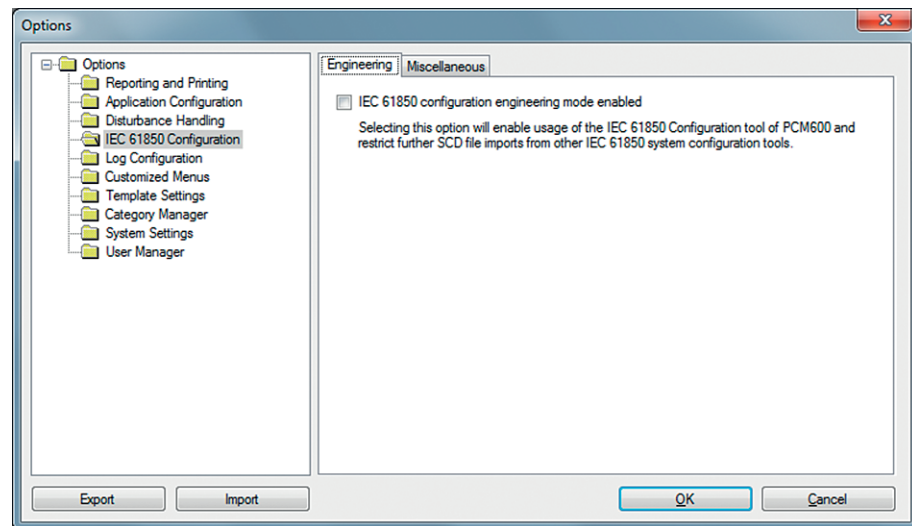 Options
Options
Reporting and Printing
Application Configuration
Disturbance Handling
IEC 61850 Configuration
Log Configuration
Customized Menus
Template Settings
Category Manager
System Settings
User Manager
Engineering
Miscellaneous
IEC 61850 configuration engineering mode enabled
Selecting this option will enable usage of the IEC 61850 Configuration tool of PCM600 and
restrict further SCD file imports from other IEC 61850 system configuration tools.
Export
Import
OK
Cancel